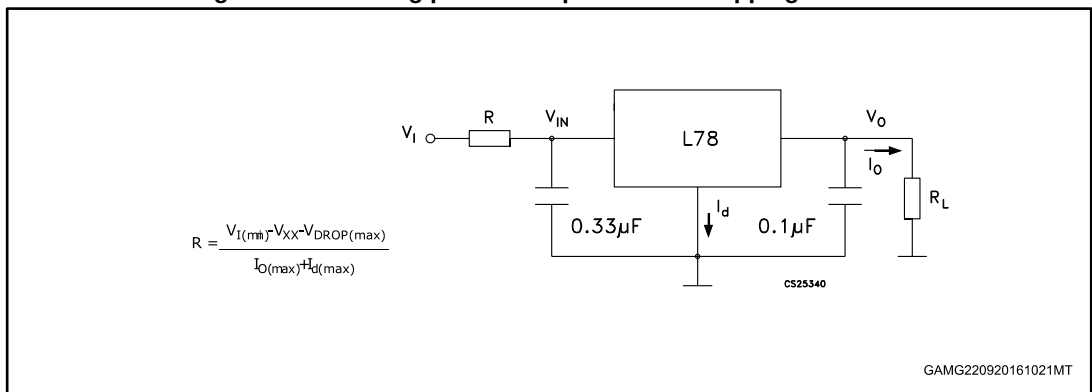 R
V_IN
V_O
V_I
L78
I_O
R_L
I_d
0.33µF
0.1µF
R = V_I(min)-V_XX-V_DROP(max)
I_O(max)+I_d(max)
CS25340
GAMG220920161021MT